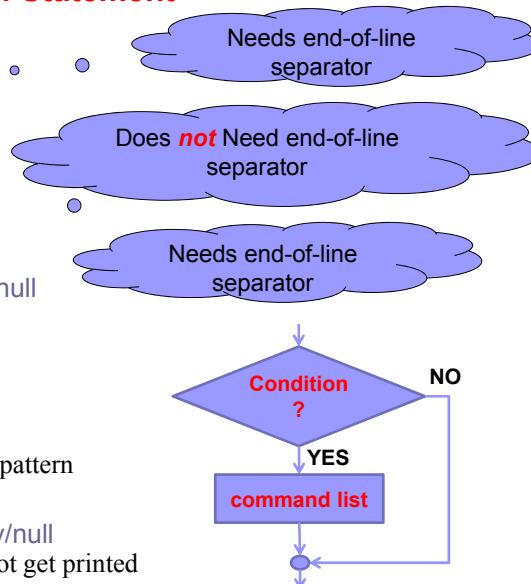 Statement
Needs end-of-line
separator
Does not Need end-of-line
separator
Needs end-of-line
separator
null
Condition
?
NO
YES
pattern
command list
/null
ot get printed